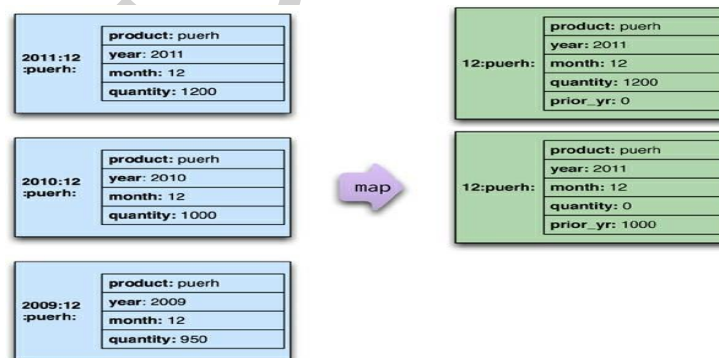 2011:12
:puerh:
product: puerh
year: 2011
month: 12
quantity: 1200
2010:12
:puerh:
product: puerh
year: 2010
month: 12
quantity: 1000
2009:12
:puerh:
product: puerh
year: 2009
month: 12
quantity: 950
map
12:puerh:
product: puerh
year: 2011
month: 12
quantity: 1200
prior_yr: 0
12:puerh:
product: puerh
year: 2011
month: 12
quantity: 0
prior_yr: 1000